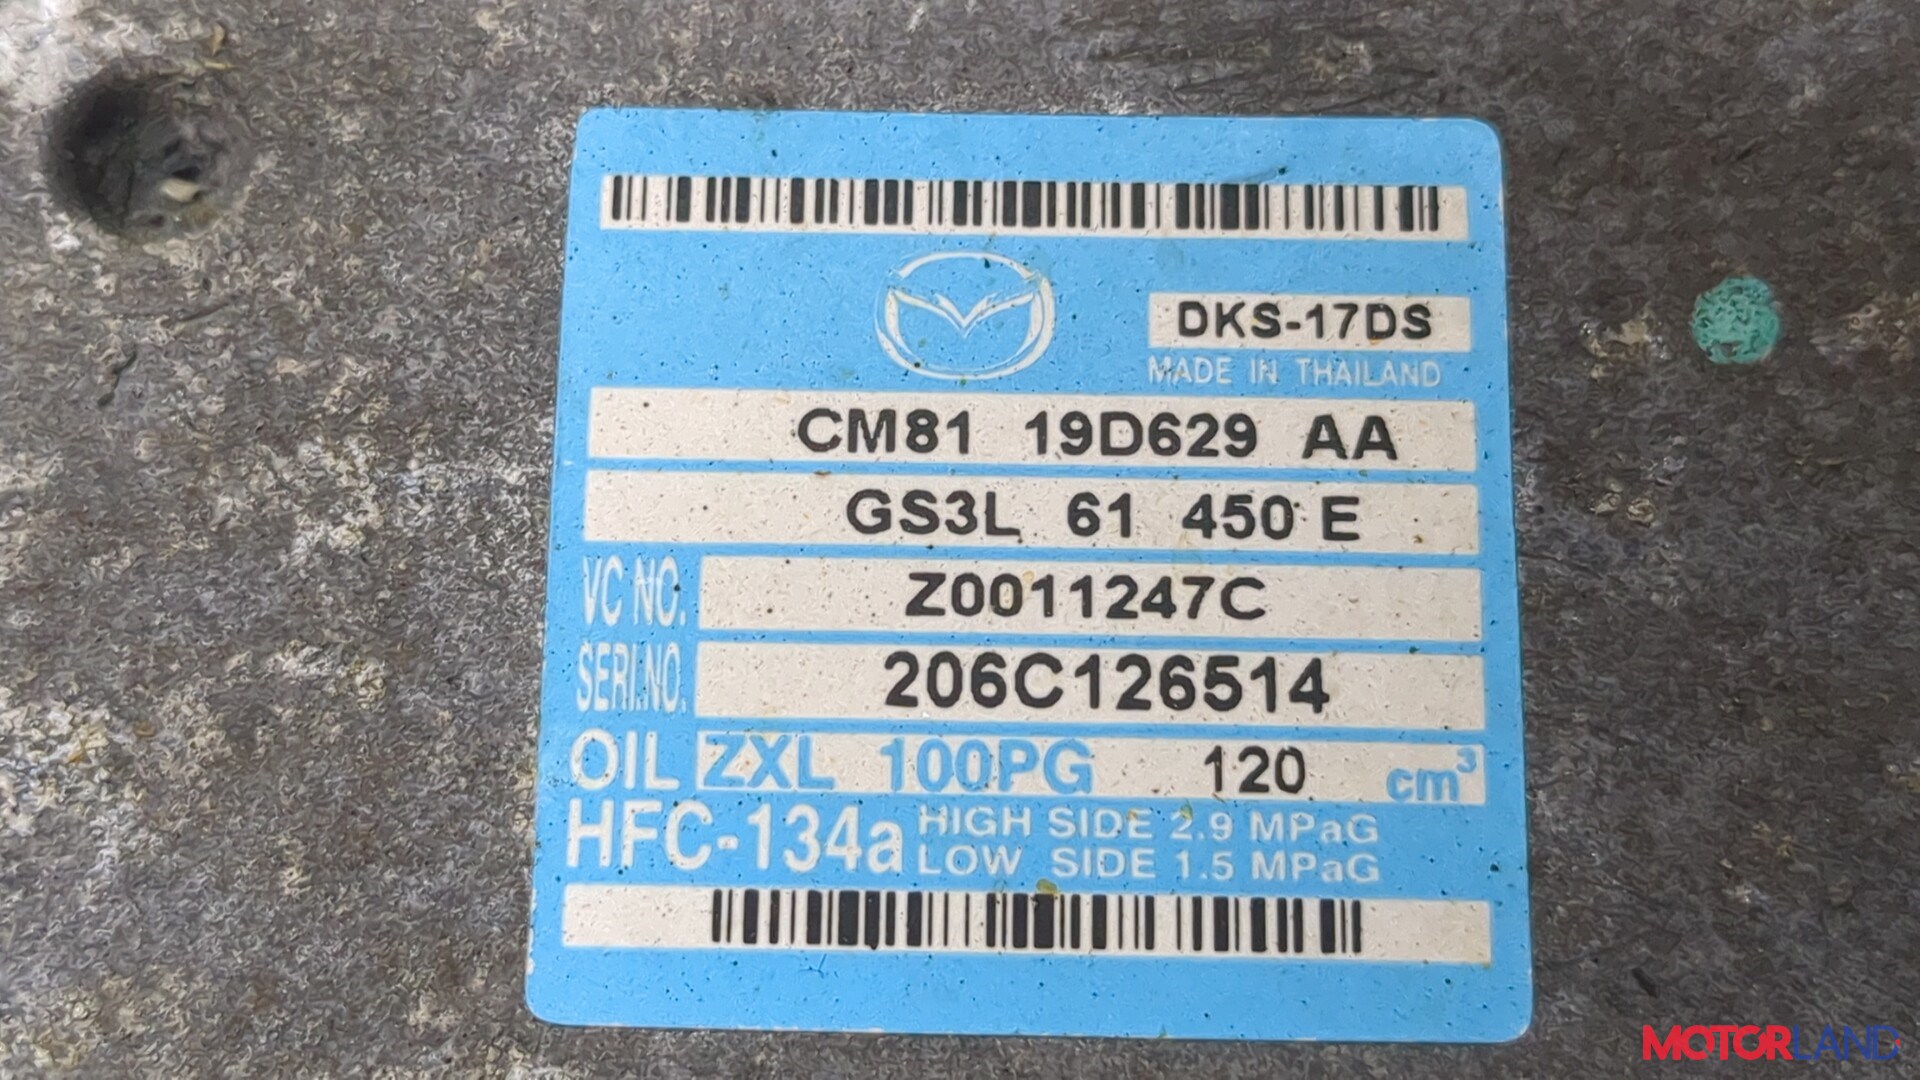 DKS-17DS
MADE IN THAILAND
CM81 19D629 AA
GS3L 61 450 E
VC NO. Z0011247C
SERI.NO. 206C126514
OIL ZXL 100PG 120 cm³
HFC-134a HIGH SIDE 2.9 MPaG
LOW SIDE 1.5 MPaG
MOTORLAND